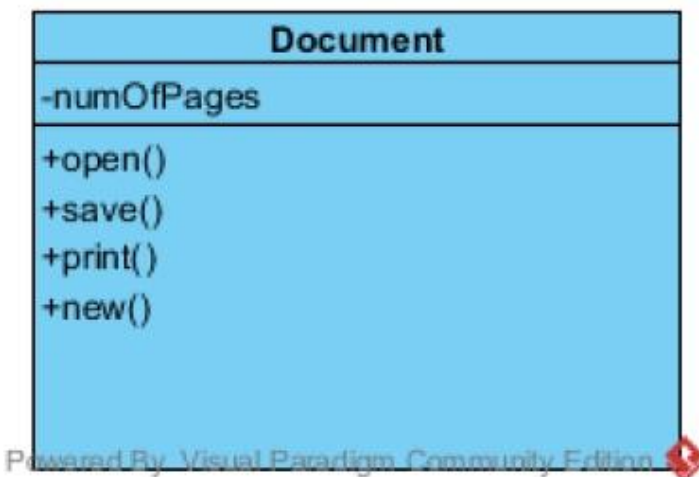 Document
-numOfPages
+open()
+save()
+print()
+new()
Powered By Visual Paradigm Community Edition